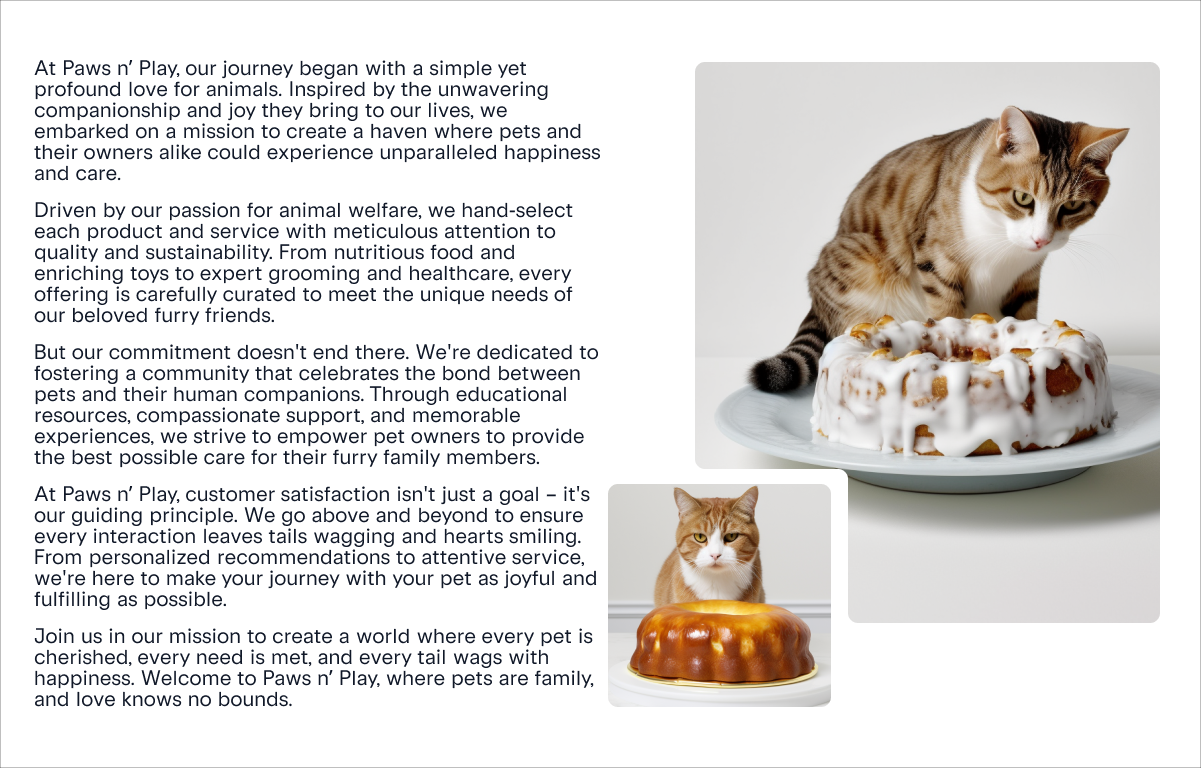 At Paws n′ Play, our journey began with a simple yet
profound love for animals. Inspired by the unwavering
companionship and joy they bring to our lives, we
embarked on a mission to create a haven where pets and
their owners alike could experience unparalleled happiness
and care.
Driven by our passion for animal welfare, we hand-select
each product and service with meticulous attention to
quality and sustainability. From nutritious food and
enriching toys to expert grooming and healthcare, every
offering is carefully curated to meet the unique needs of
our beloved furry friends.
But our commitment doesn't end there. We're dedicated to
fostering a community that celebrates the bond between
pets and their human companions. Through educational
resources, compassionate support, and memorable
experiences, we strive to empower pet owners to provide
the best possible care for their furry family members.
At Paws n′ Play, customer satisfaction isn't just a goal – it's
our guiding principle. We go above and beyond to ensure
every interaction leaves tails wagging and hearts smiling.
From personalized recommendations to attentive service,
we're here to make your journey with your pet as joyful and
fulfilling as possible.
Join us in our mission to create a world where every pet is
cherished, every need is met, and every tail wags with
happiness. Welcome to Paws n′ Play, where pets are family,
and love knows no bounds.